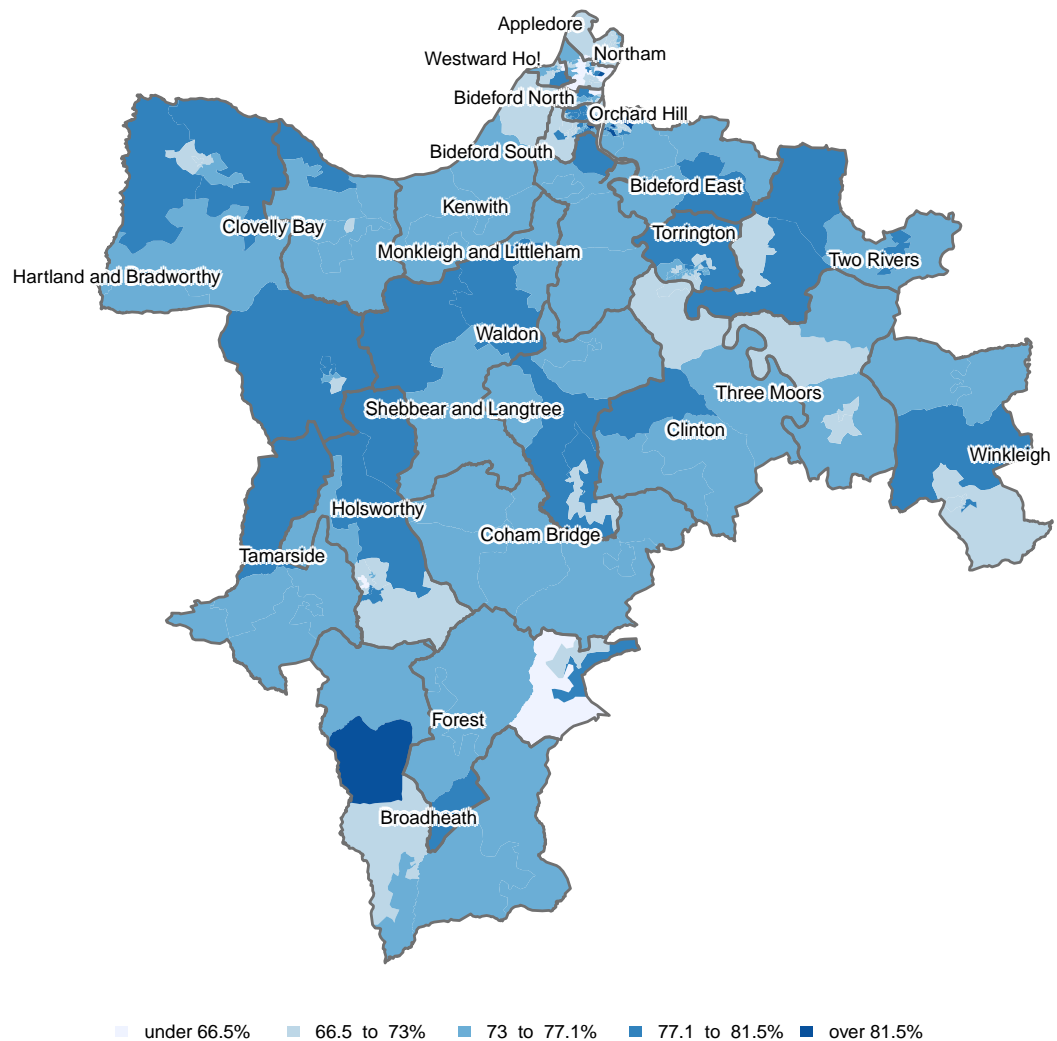 Appledore
Northam
Westward Ho!
Bideford North
Orchard Hill
Bideford South
Bideford East
Kenwith
Clovelly Bay
Torrington
Monkleigh and Littleham
Two Rivers
Hartland and Bradworthy
Waldon
Three Moors
Shebbear and Langtree
Clinton
Winkleigh
Holsworthy
Coham Bridge
Tamarside
Forest
Broadheath
under 66.5%
66.5 to 73%
73 to 77.1%
77.1 to 81.5%
over 81.5%